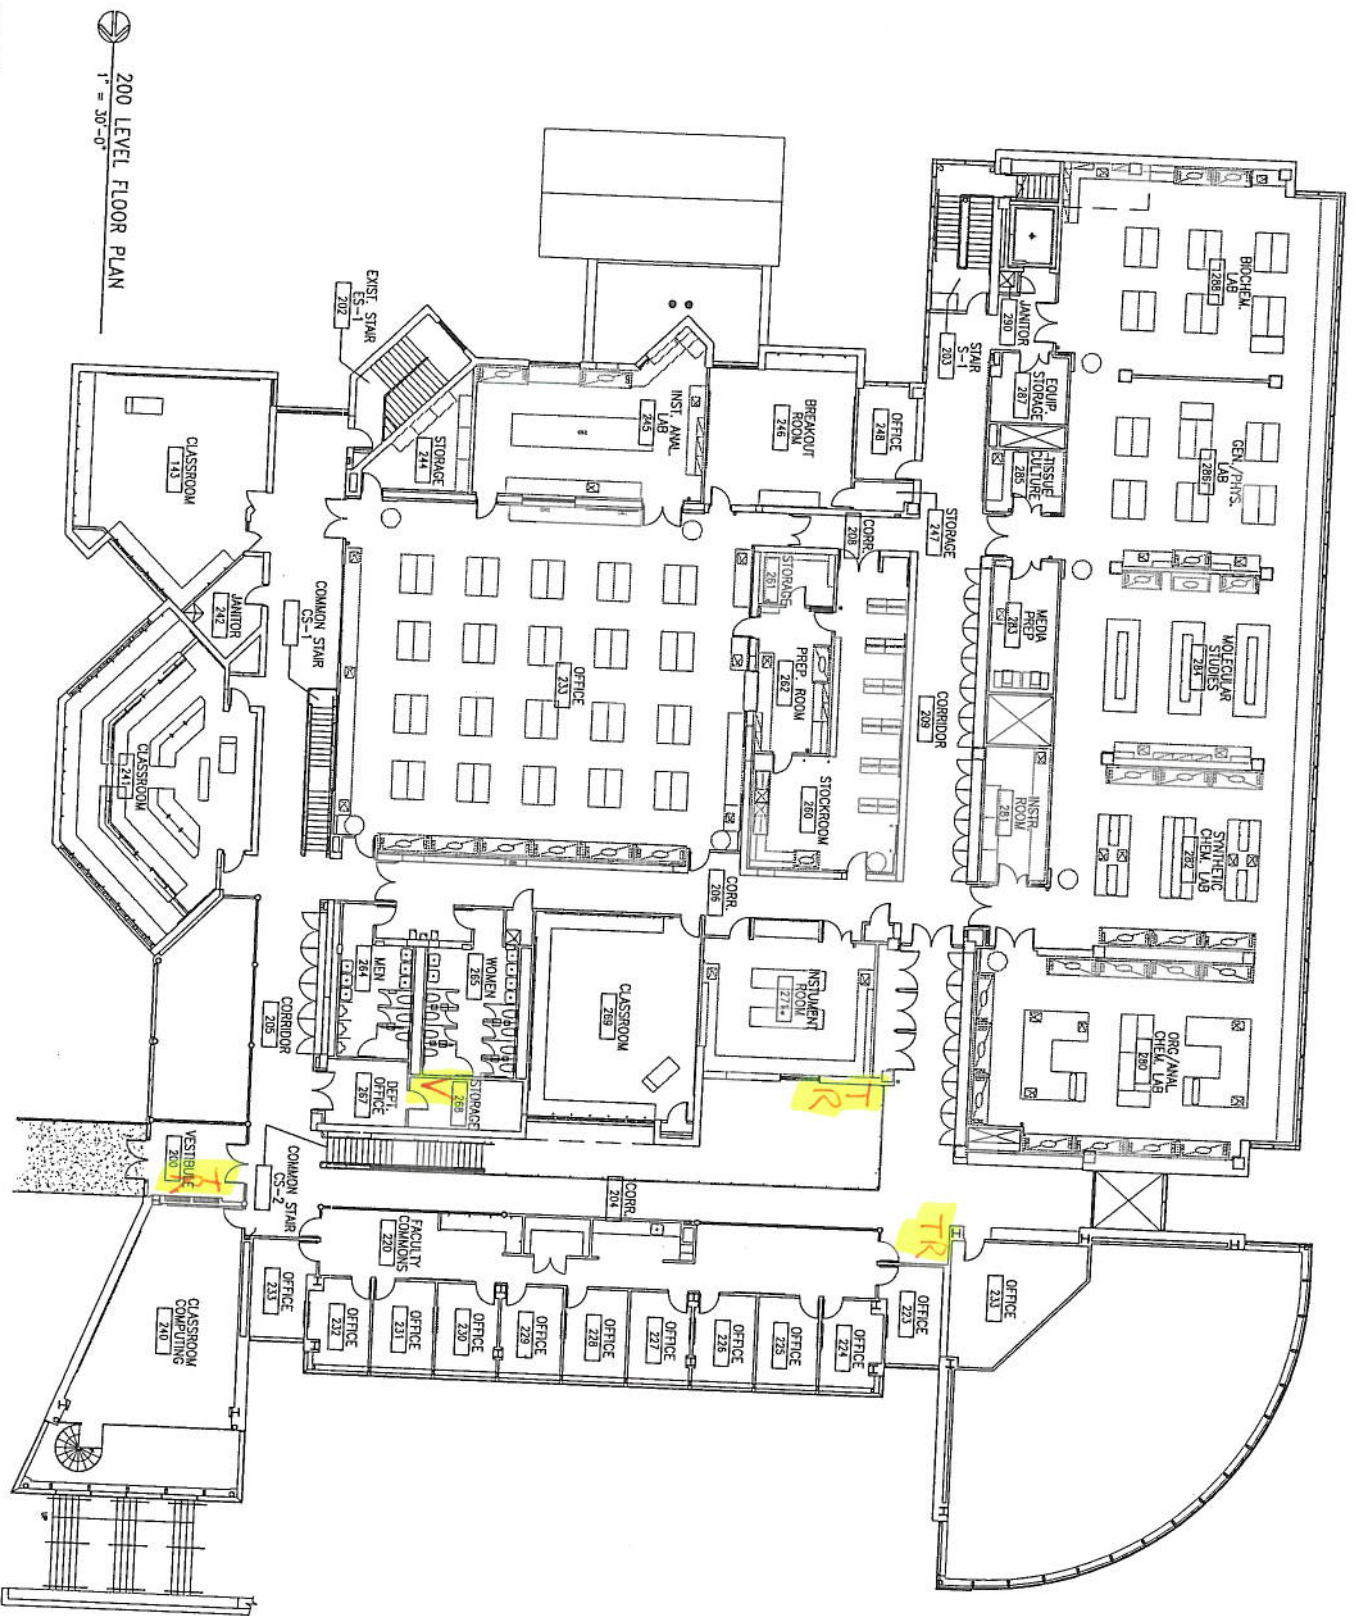 200 LEVEL FLOOR PLAN
1" = 30'-0"
BIOCHEM.
LAB
1288
GEN./PHYS.
LAB
286
MOLECULAR
STUDIES
284
SYNTHETIC
CHEM. LAB
282
ORG/ANAL
CHEM. LAB
280
JANITOR
290
EQUIP.
STORAGE
287
TISSUE
CULTURE
285
MEDIA
PREP
283
INSTR.
ROOM
281
STAIR
S-1
203
STORAGE
247
CORRIDOR
209
OFFICE
248
CORR.
208
BREAKOUT
ROOM
246
STORAGE
261
PREP. ROOM
262
STOCKROOM
260
INST. ANAL
LAB
245
STORAGE
244
EXIST. STAIR
ES-1
202
OFFICE
233
CORR.
206
INSTUMENT
ROOM
271
TR
CLASSROOM
269
WOMEN
265
MEN
264
STORAGE
268
V
DEPT.
OFFICE
267
CLASSROOM
143
JANITOR
242
COMMON STAIR
CS-1
CLASSROOM
241
CORRIDOR
205
VESTIBULE
200
TR
COMMON STAIR
CS-2
CORR.
204
TR
FACULTY
COMMONS
220
OFFICE
233
OFFICE
223
OFFICE
224
OFFICE
225
OFFICE
226
OFFICE
227
OFFICE
228
OFFICE
229
OFFICE
230
OFFICE
231
OFFICE
232
OFFICE
233
CLASSROOM
COMPUTING
240